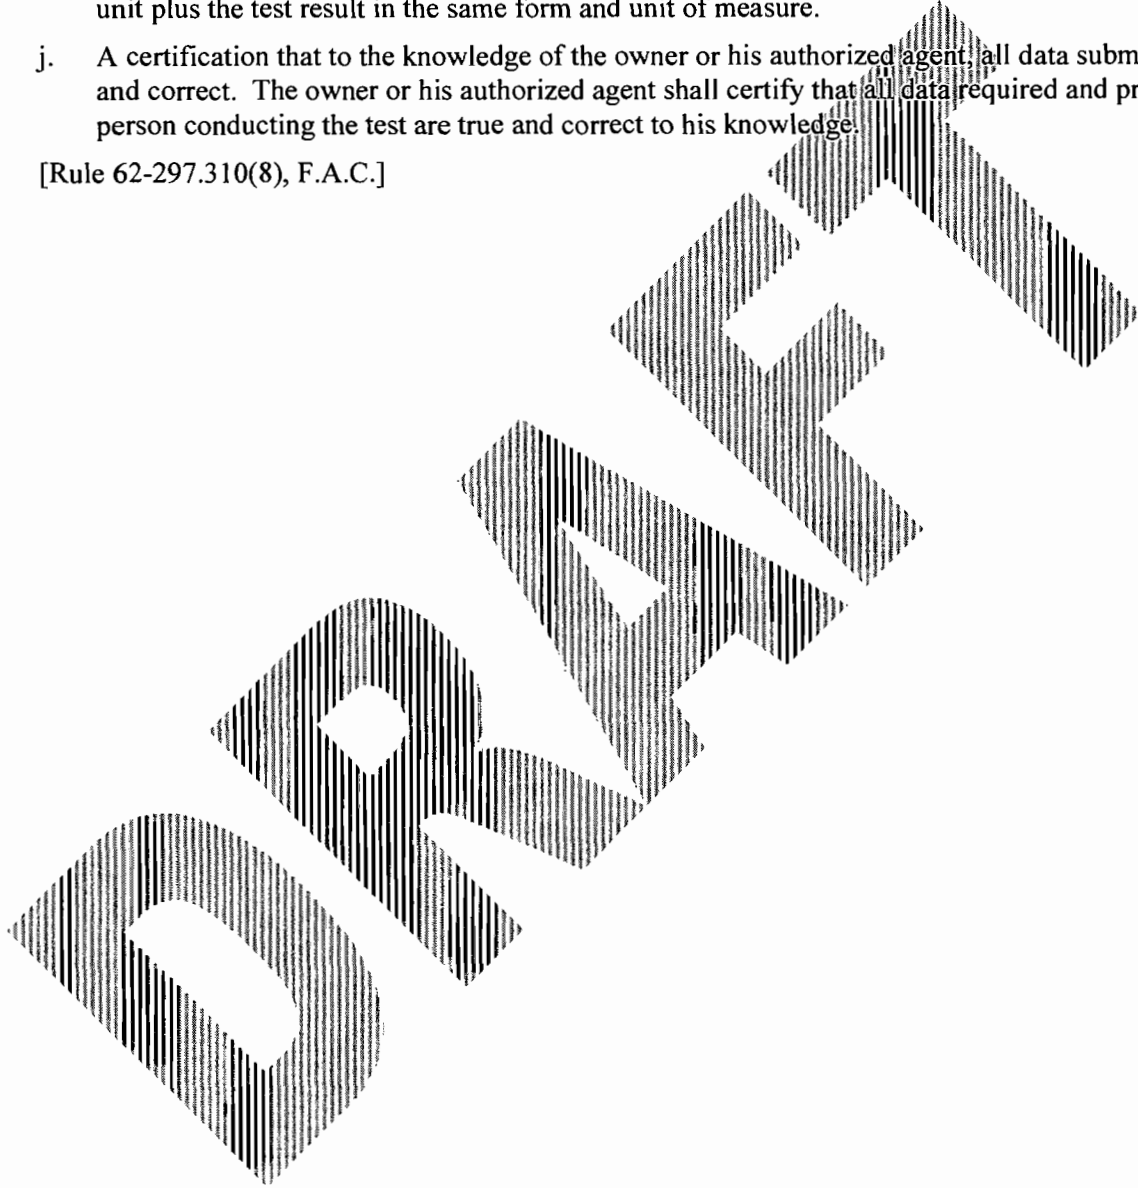 unit plus the test result in the same form and unit of measure.
j. A certification that to the knowledge of the owner or his authorized agent, all data subm
and correct. The owner or his authorized agent shall certify that all data required and pr
person conducting the test are true and correct to his knowledge.
[Rule 62-297.310(8), F.A.C.]
DRAFT